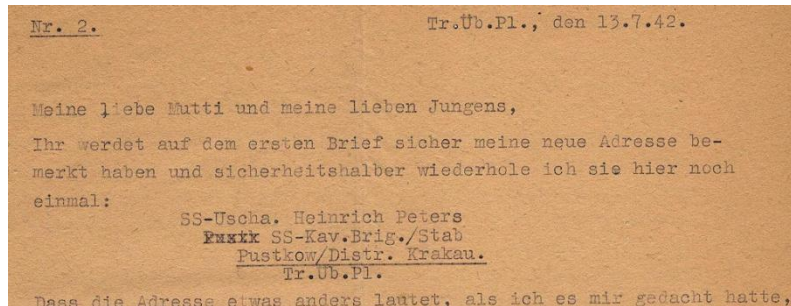 Nr. 2. Tr.Üb.Pl., den 13.7.42.
Meine liebe Mutti und meine lieben Jungens,
Ihr werdet auf dem ersten Brief sicher meine neue Adresse be-
merkt haben und sicherheitshalber wiederhole ich sie hier noch
einmal:
SS-Uscha. Heinrich Peters
SS-Kav.Brig./Stab
Pustkow/Distr. Krakau.
Tr.Üb.Pl.
Dass die Adresse etwas anders lautet, als ich es mir gedacht hatte,